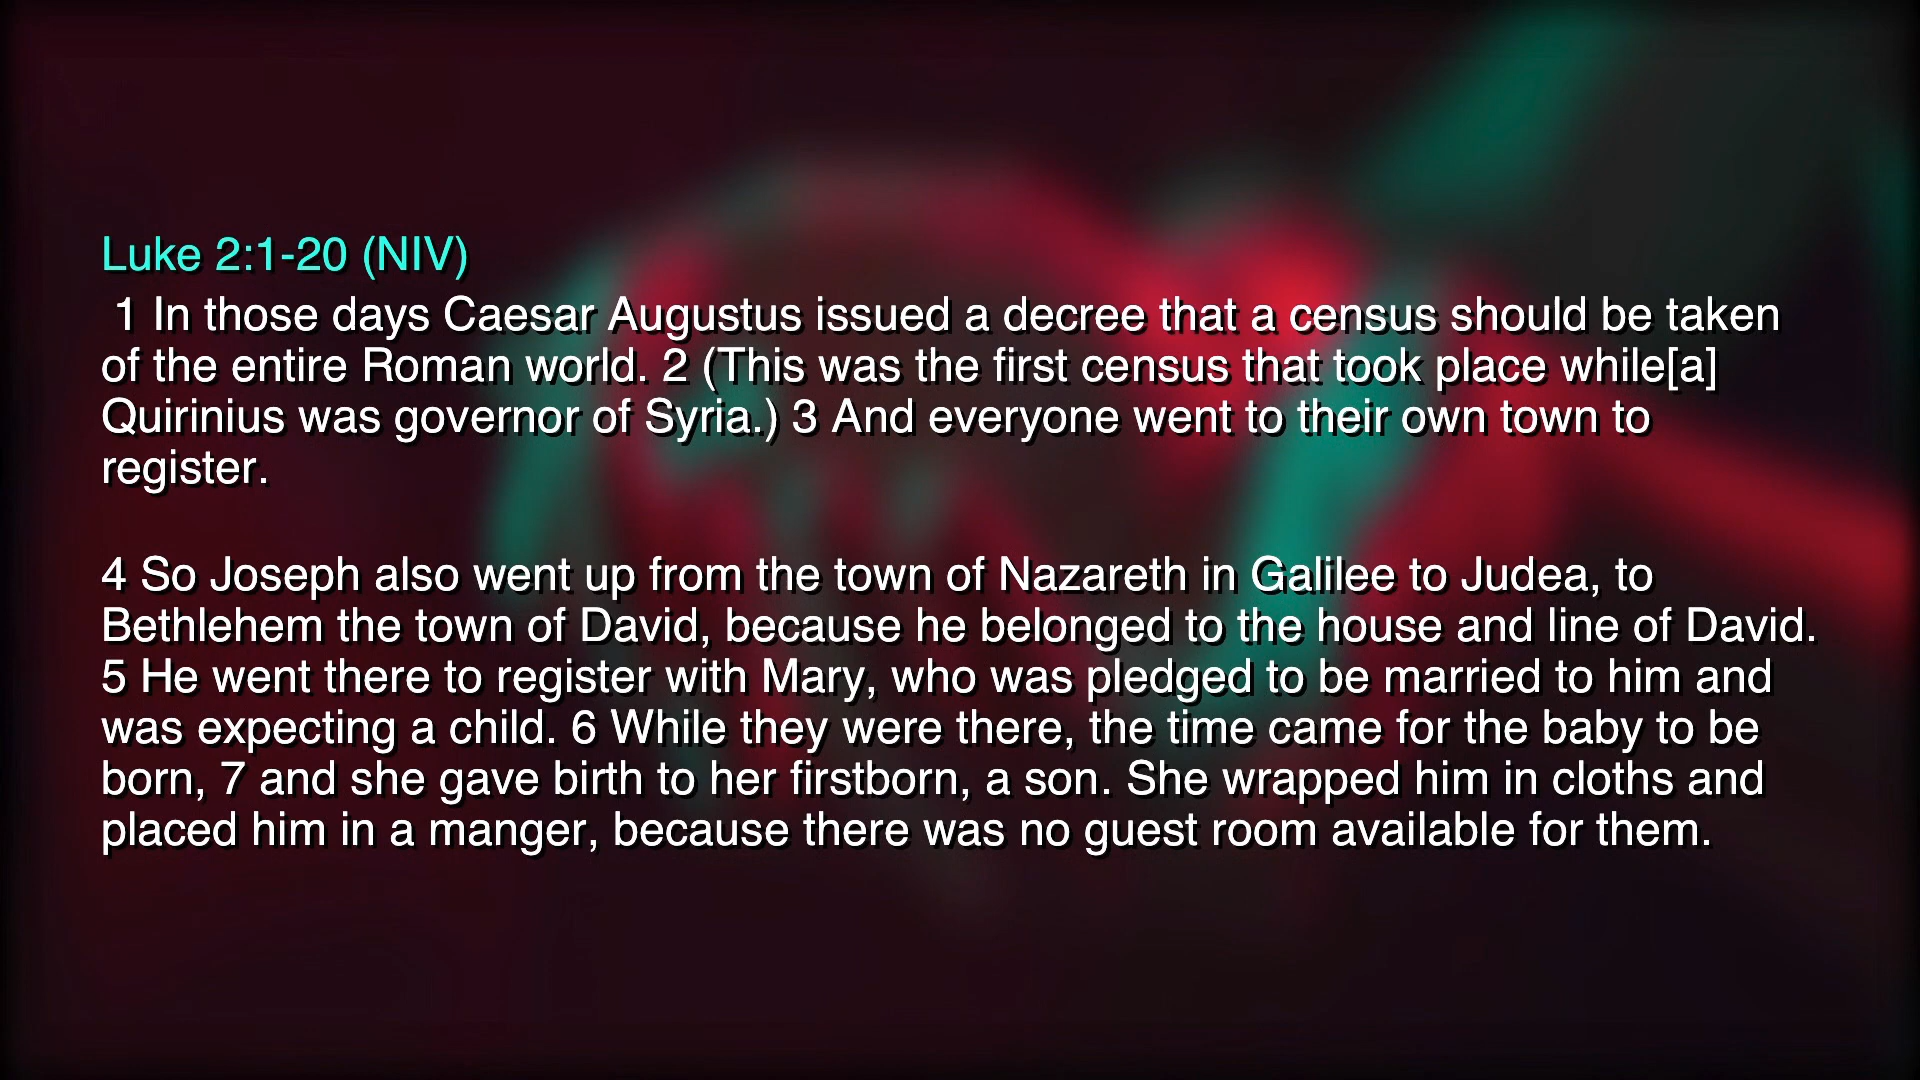 Luke 2:1-20 (NIV)
1 In those days Caesar Augustus issued a decree that a census should be taken
of the entire Roman world. 2 (This was the first census that took place while[a]
Quirinius was governor of Syria.) 3 And everyone went to their own town to
register.
4 So Joseph also went up from the town of Nazareth in Galilee to Judea, to
Bethlehem the town of David, because he belonged to the house and line of David.
5 He went there to register with Mary, who was pledged to be married to him and
was expecting a child. 6 While they were there, the time came for the baby to be
born, 7 and she gave birth to her firstborn, a son. She wrapped him in cloths and
placed him in a manger, because there was no guest room available for them.